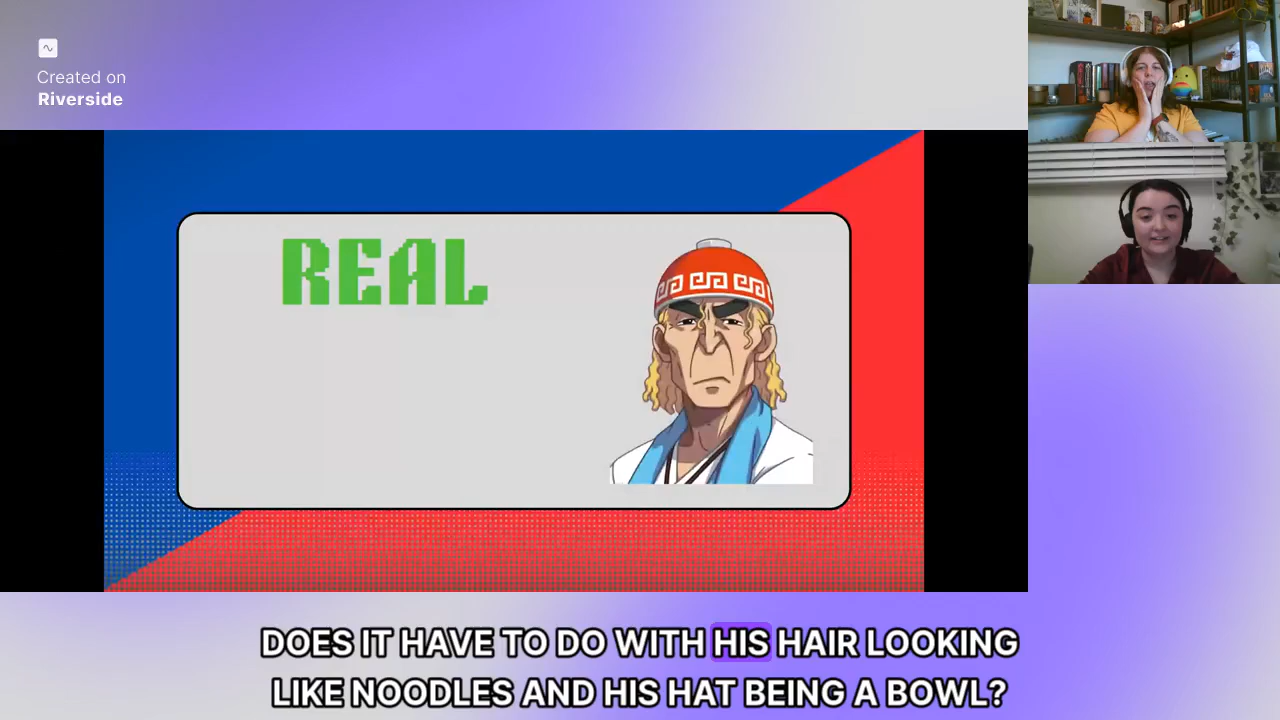 Created on
Riverside
REAL
DOES IT HAVE TO DO WITH HIS HAIR LOOKING
LIKE NOODLES AND HIS HAT BEING A BOWL?